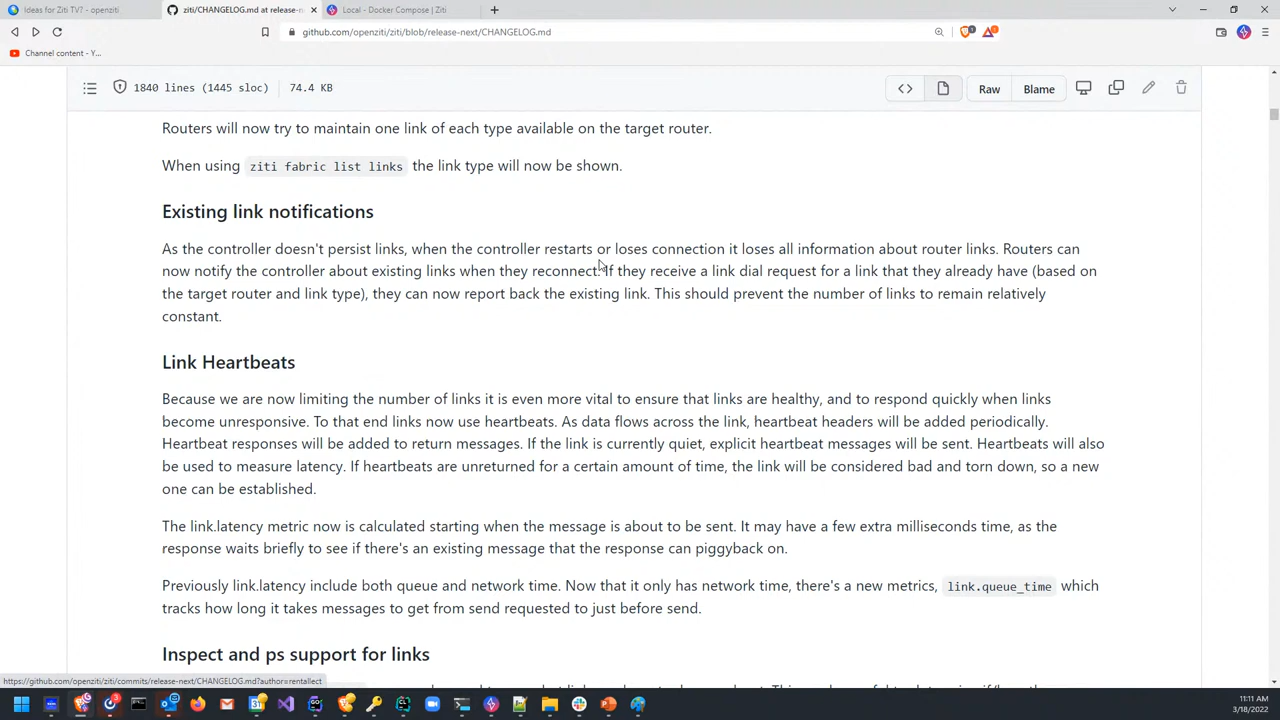 Ideas for Ziti TV? - openziti
ziti/CHANGELOG.md at release-n
Local - Docker Compose | Ziti
github.com/openziti/ziti/blob/release-next/CHANGELOG.md
Channel content - Y...
1840 lines (1445 sloc) 74.4 KB
Raw
Blame
Routers will now try to maintain one link of each type available on the target router.
When using ziti fabric list links the link type will now be shown.
Existing link notifications
As the controller doesn't persist links, when the controller restarts or loses connection it loses all information about router links. Routers can
now notify the controller about existing links when they reconnect. If they receive a link dial request for a link that they already have (based on
the target router and link type), they can now report back the existing link. This should prevent the number of links to remain relatively
constant.
Link Heartbeats
Because we are now limiting the number of links it is even more vital to ensure that links are healthy, and to respond quickly when links
become unresponsive. To that end links now use heartbeats. As data flows across the link, heartbeat headers will be added periodically.
Heartbeat responses will be added to return messages. If the link is currently quiet, explicit heartbeat messages will be sent. Heartbeats will also
be used to measure latency. If heartbeats are unreturned for a certain amount of time, the link will be considered bad and torn down, so a new
one can be established.
The link.latency metric now is calculated starting when the message is about to be sent. It may have a few extra milliseconds time, as the
response waits briefly to see if there's an existing message that the response can piggyback on.
Previously link.latency include both queue and network time. Now that it only has network time, there's a new metrics, link.queue_time which
tracks how long it takes messages to get from send requested to just before send.
Inspect and ps support for links
https://github.com/openziti/ziti/commits/release-next/CHANGELOG.md?author=rentallect
11:11 AM
3/18/2022